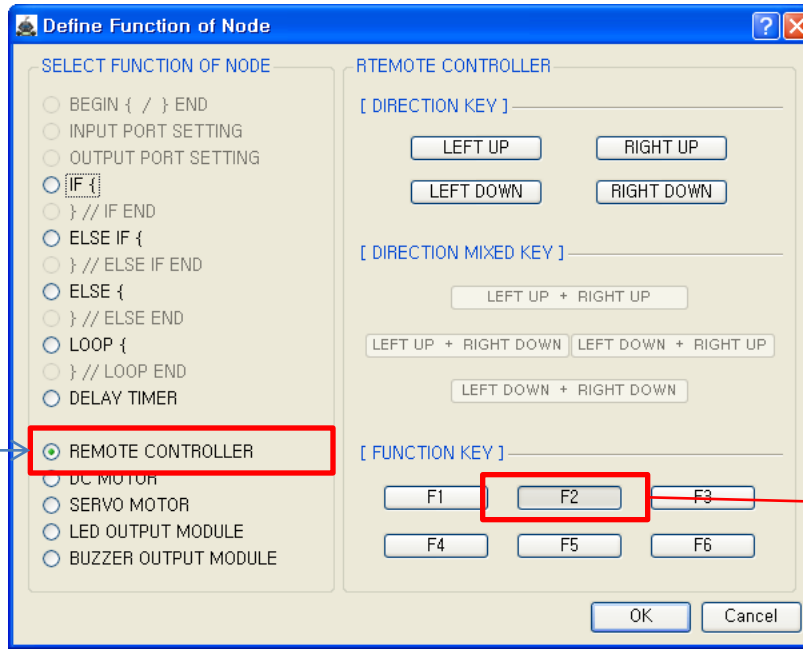 Define Function of Node
SELECT FUNCTION OF NODE
BEGIN { / } END
INPUT PORT SETTING
OUTPUT PORT SETTING
IF {
} // IF END
ELSE IF {
} // ELSE IF END
ELSE {
} // ELSE END
LOOP {
} // LOOP END
DELAY TIMER
REMOTE CONTROLLER
DC MOTOR
SERVO MOTOR
LED OUTPUT MODULE
BUZZER OUTPUT MODULE
RTEMOTE CONTROLLER
[ DIRECTION KEY ]
LEFT UP RIGHT UP
LEFT DOWN RIGHT DOWN
[ DIRECTION MIXED KEY ]
LEFT UP + RIGHT UP
LEFT UP + RIGHT DOWN LEFT DOWN + RIGHT UP
LEFT DOWN + RIGHT DOWN
[ FUNCTION KEY ]
F1 F2 F3
F4 F5 F6
OK Cancel